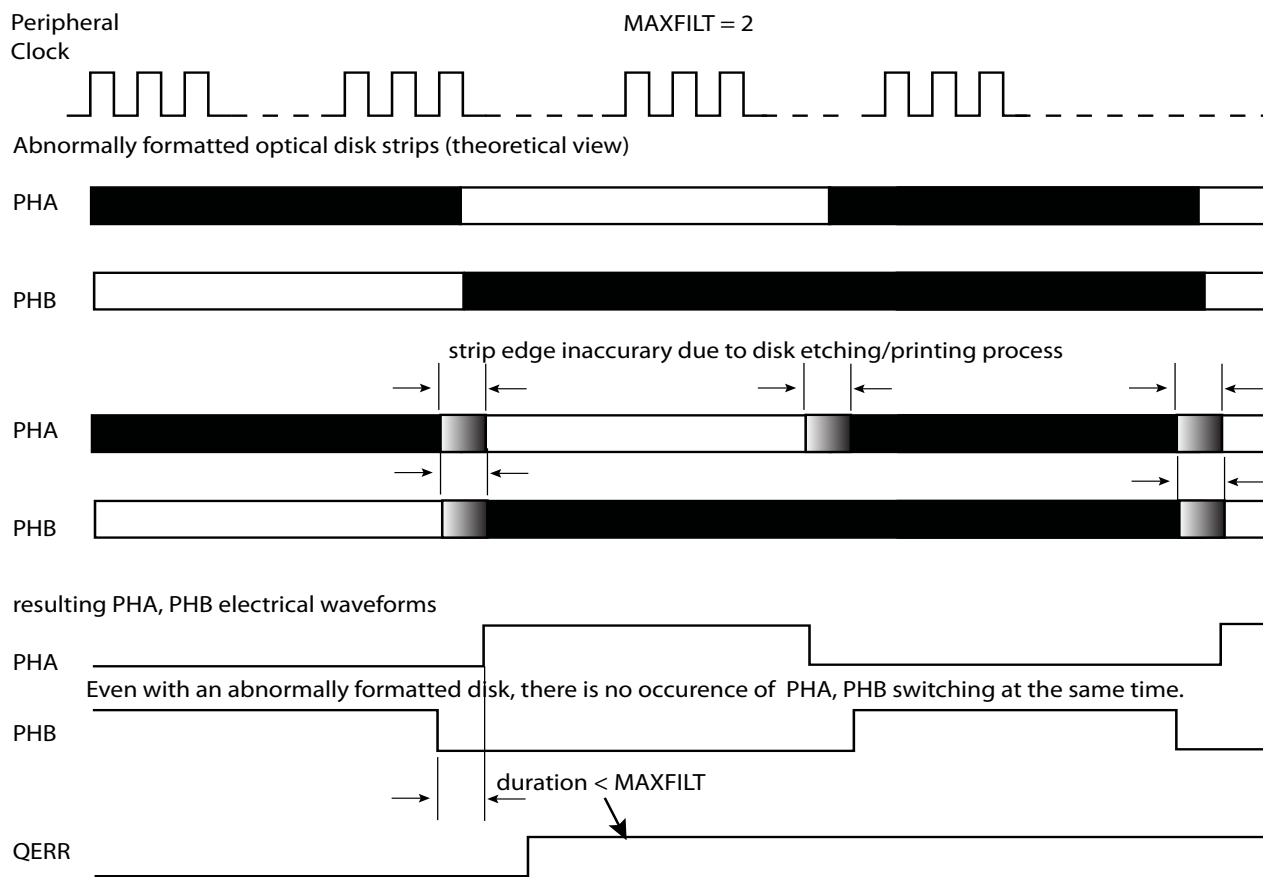 Peripheral
Clock
MAXFILT = 2
Abnormally formatted optical disk strips (theoretical view)
PHA
PHB
strip edge inaccurary due to disk etching/printing process
PHA
PHB
resulting PHA, PHB electrical waveforms
PHA
Even with an abnormally formatted disk, there is no occurence of PHA, PHB switching at the same time.
PHB
duration < MAXFILT
QERR